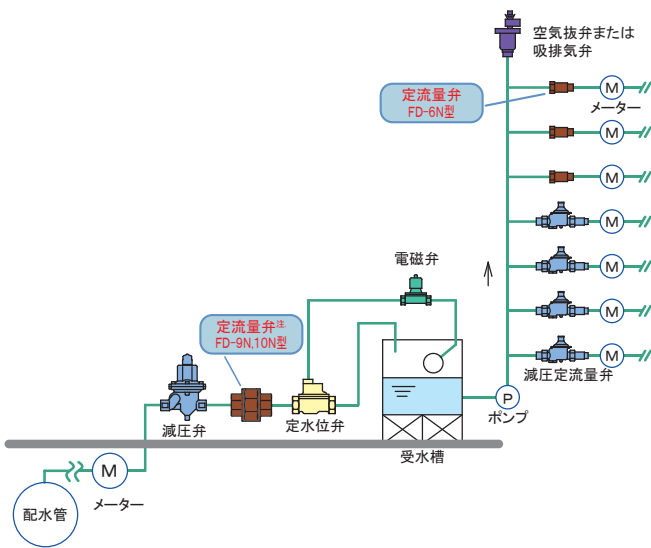 空気抜弁または
吸排気弁
定流量弁
FD-6N型
M
メーター
M
M
M
M
M
M
減圧定流量弁
電磁弁
定流量弁注
FD-9N,10N型
減圧弁
定水位弁
P
ポンプ
受水槽
M
メーター
配水管